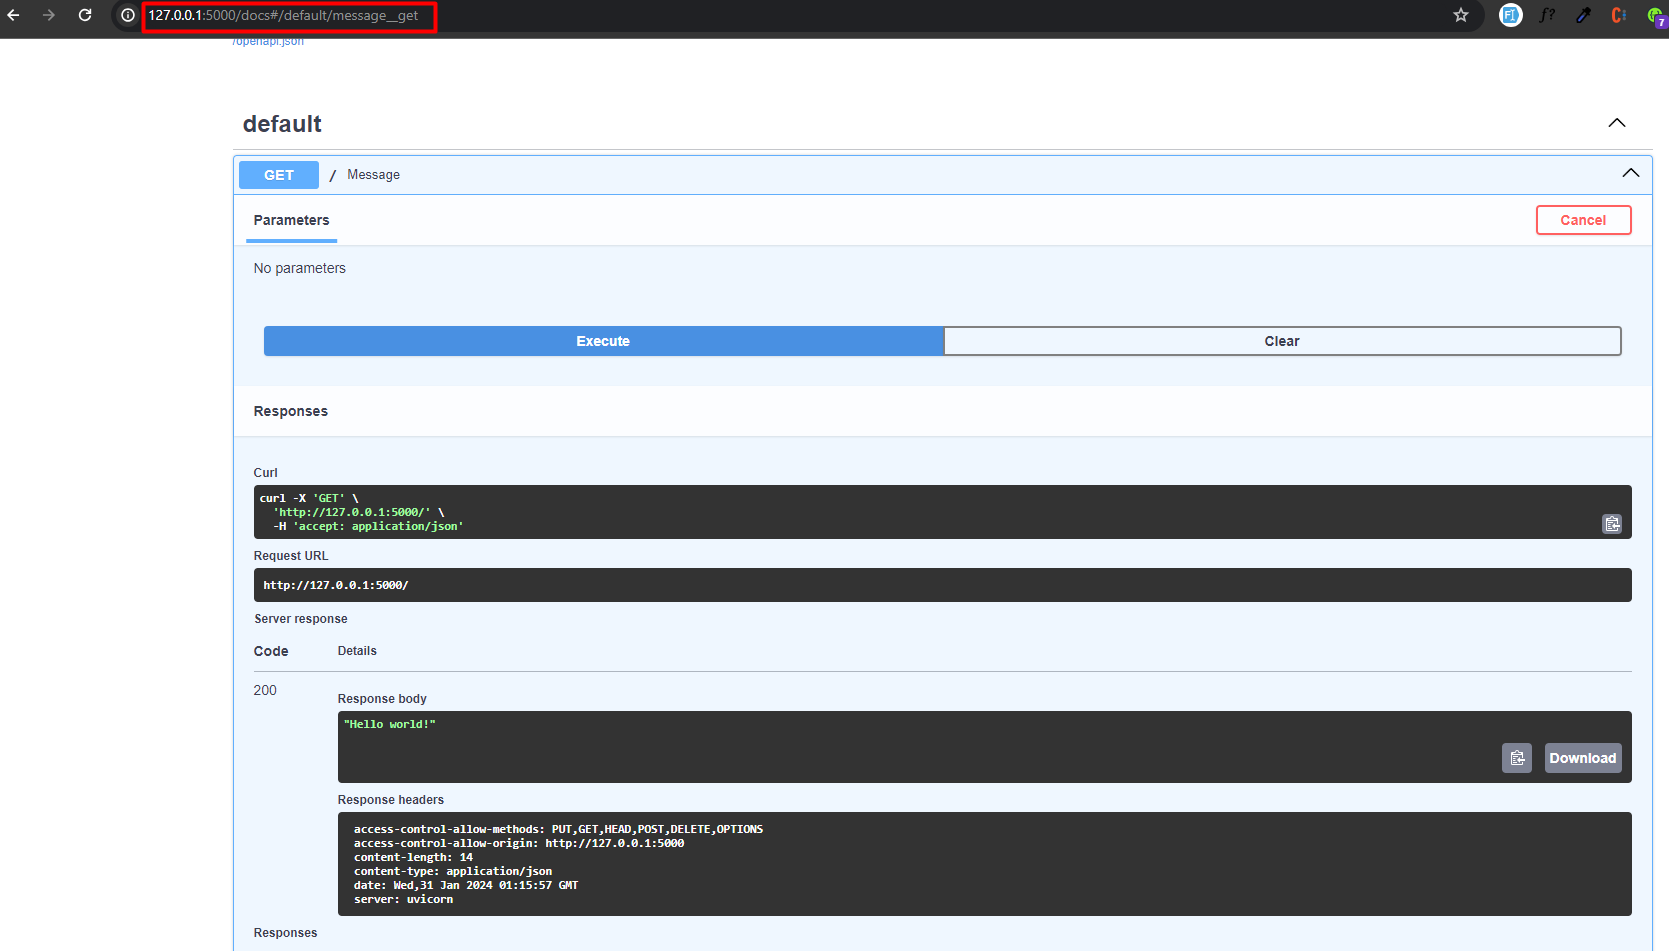 127.0.0.1:5000/docs#/default/message__get
/openapi.json
default
GET / Message
Parameters
Cancel
No parameters
Execute
Clear
Responses
Curl
curl -X 'GET' \
'http://127.0.0.1:5000/' \
-H 'accept: application/json'
Request URL
http://127.0.0.1:5000/
Server response
Code Details
200
Response body
"Hello world!"
Download
Response headers
access-control-allow-methods: PUT,GET,HEAD,POST,DELETE,OPTIONS
access-control-allow-origin: http://127.0.0.1:5000
content-length: 14
content-type: application/json
date: Wed,31 Jan 2024 01:15:57 GMT
server: uvicorn
Responses